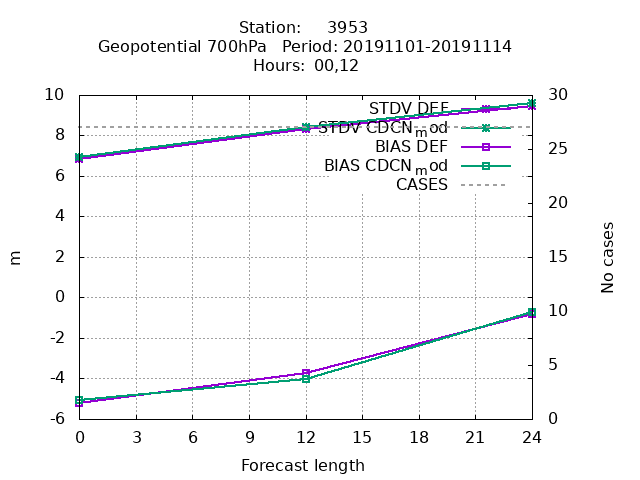 Station: 3953
Geopotential 700hPa Period: 20191101-20191114
Hours: 00,12
10
8
6
4
2
0
-2
-4
-6
m
30
25
20
15
10
5
0
No cases
STDV DEF
STDV CDCNmod
BIAS DEF
BIAS CDCNmod
CASES
0 3 6 9 12 15 18 21 24
Forecast length